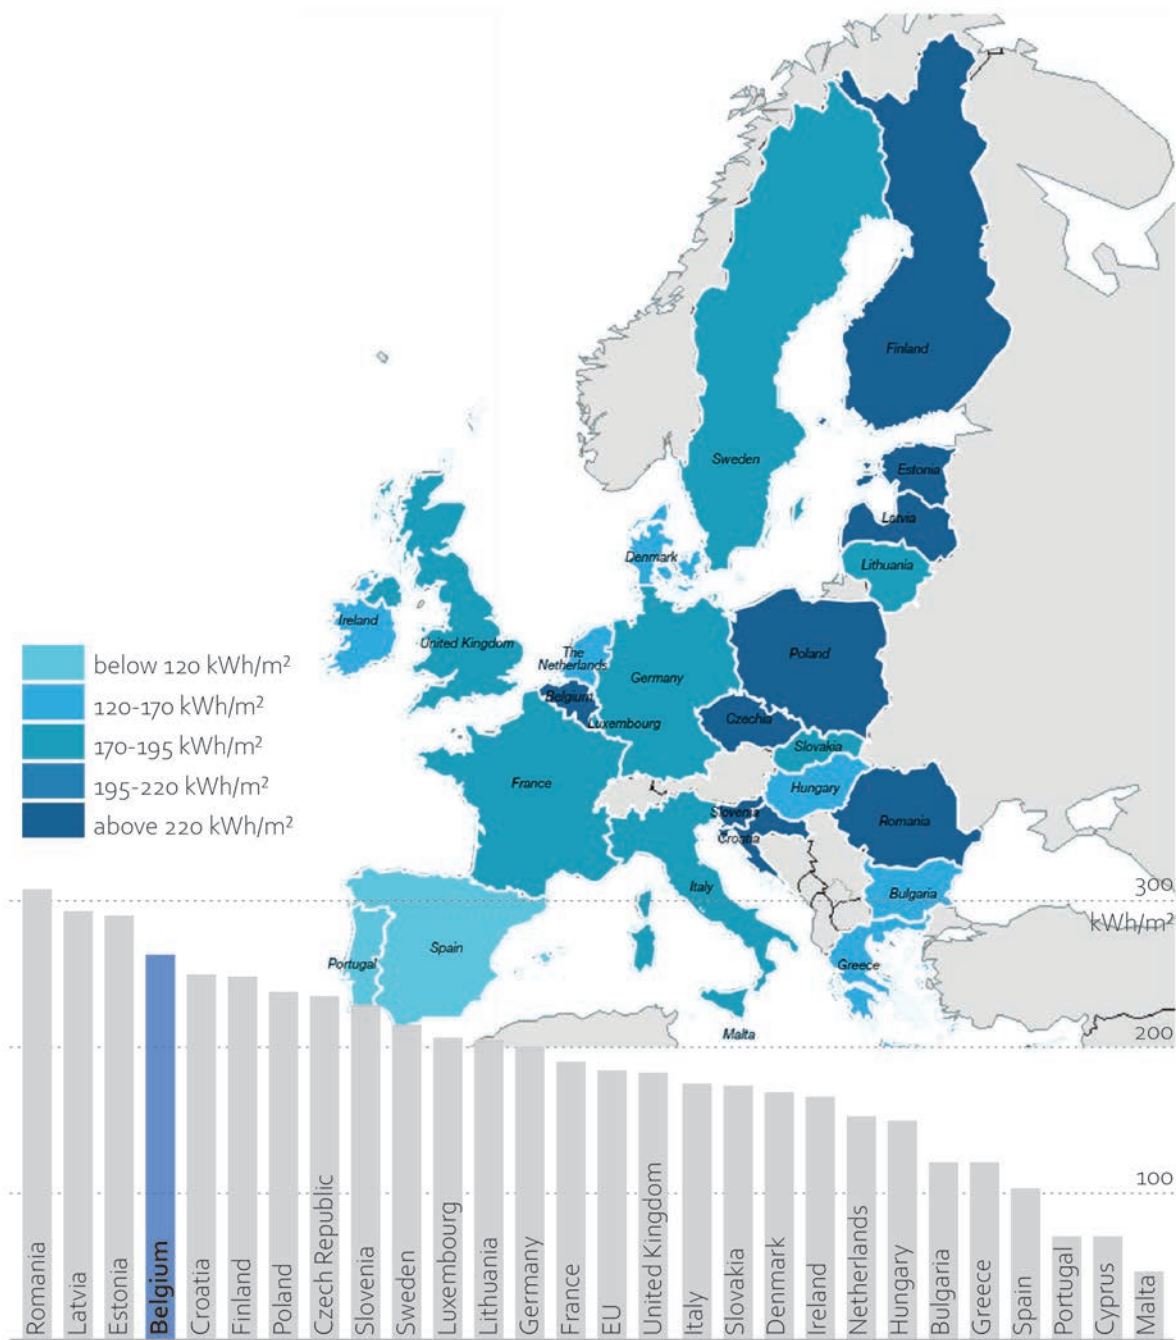 Finland
Sweden
Estonia
Latvia
Lithuania
Denmark
Ireland
United Kingdom
The
Netherlands
Belgium
Luxembourg
Germany
Poland
Czechia
Slovakia
France
Hungary
Slovenia
Croatia
Romania
Italy
Bulgaria
Spain
Portugal
Greece
Malta
below 120 kWh/m²
120-170 kWh/m²
170-195 kWh/m²
195-220 kWh/m²
above 220 kWh/m²
300
kWh/m²
200
100
Romania
Latvia
Estonia
Belgium
Croatia
Finland
Poland
Czech Republic
Slovenia
Sweden
Luxembourg
Lithuania
Germany
France
EU
United Kingdom
Italy
Slovakia
Denmark
Ireland
Netherlands
Hungary
Bulgaria
Greece
Spain
Portugal
Cyprus
Malta